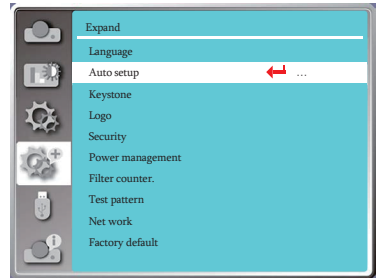 Expand
Language
Auto setup ...
Keystone
Logo
Security
Power management
Filter counter.
Test pattern
Net work
Factory default